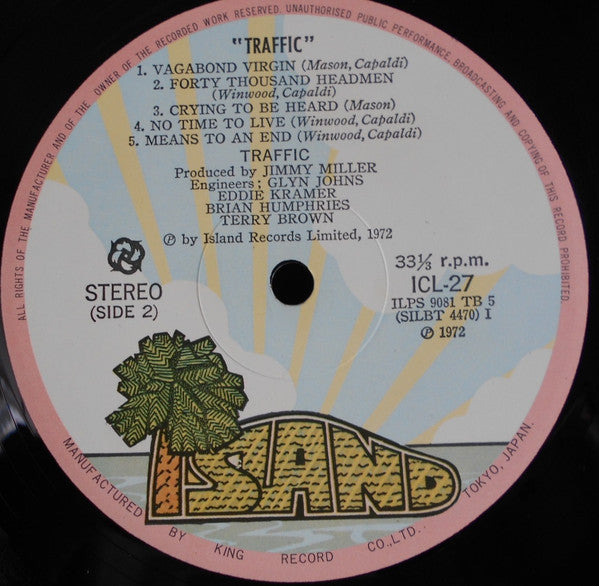 ALL RIGHTS OF THE MANUFACTURER AND OF THE OWNER OF THE RECORDED WORK RESERVED. UNAUTHORISED PUBLIC PERFORMANCE, BROADCASTING AND COPYING OF THIS RECORD PROHIBITED.
"TRAFFIC"
1. VAGABOND VIRGIN (Mason, Capaldi)
2. FORTY THOUSAND HEADMEN
(Winwood, Capaldi)
3. CRYING TO BE HEARD (Mason)
4. NO TIME TO LIVE (Winwood, Capaldi)
5. MEANS TO AN END (Winwood, Capaldi)
TRAFFIC
Produced by JIMMY MILLER
Engineers; GLYN JOHNS
EDDIE KRAMER
BRIAN HUMPHRIES
TERRY BROWN
Ⓟ by Island Records Limited, 1972
STEREO
(SIDE 2)
33⅓ r.p.m.
ICL-27
ILPS 9081 TB 5
(SILBT 4470) I
Ⓟ 1972
ISLAND
MANUFACTURED BY KING RECORD CO., LTD. TOKYO, JAPAN.